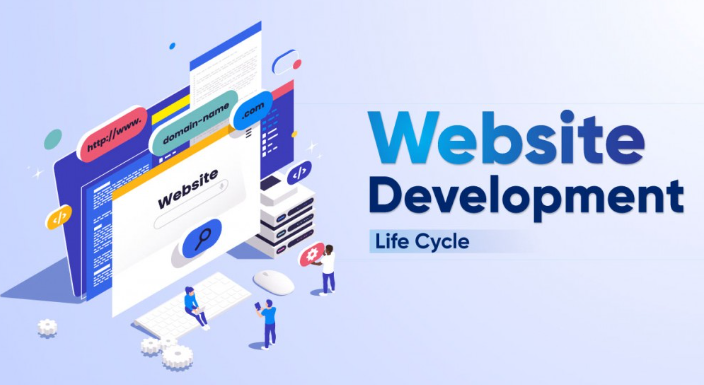 http://www.
domain-name
.com
Website
</>
</>
Website
Development
Life Cycle